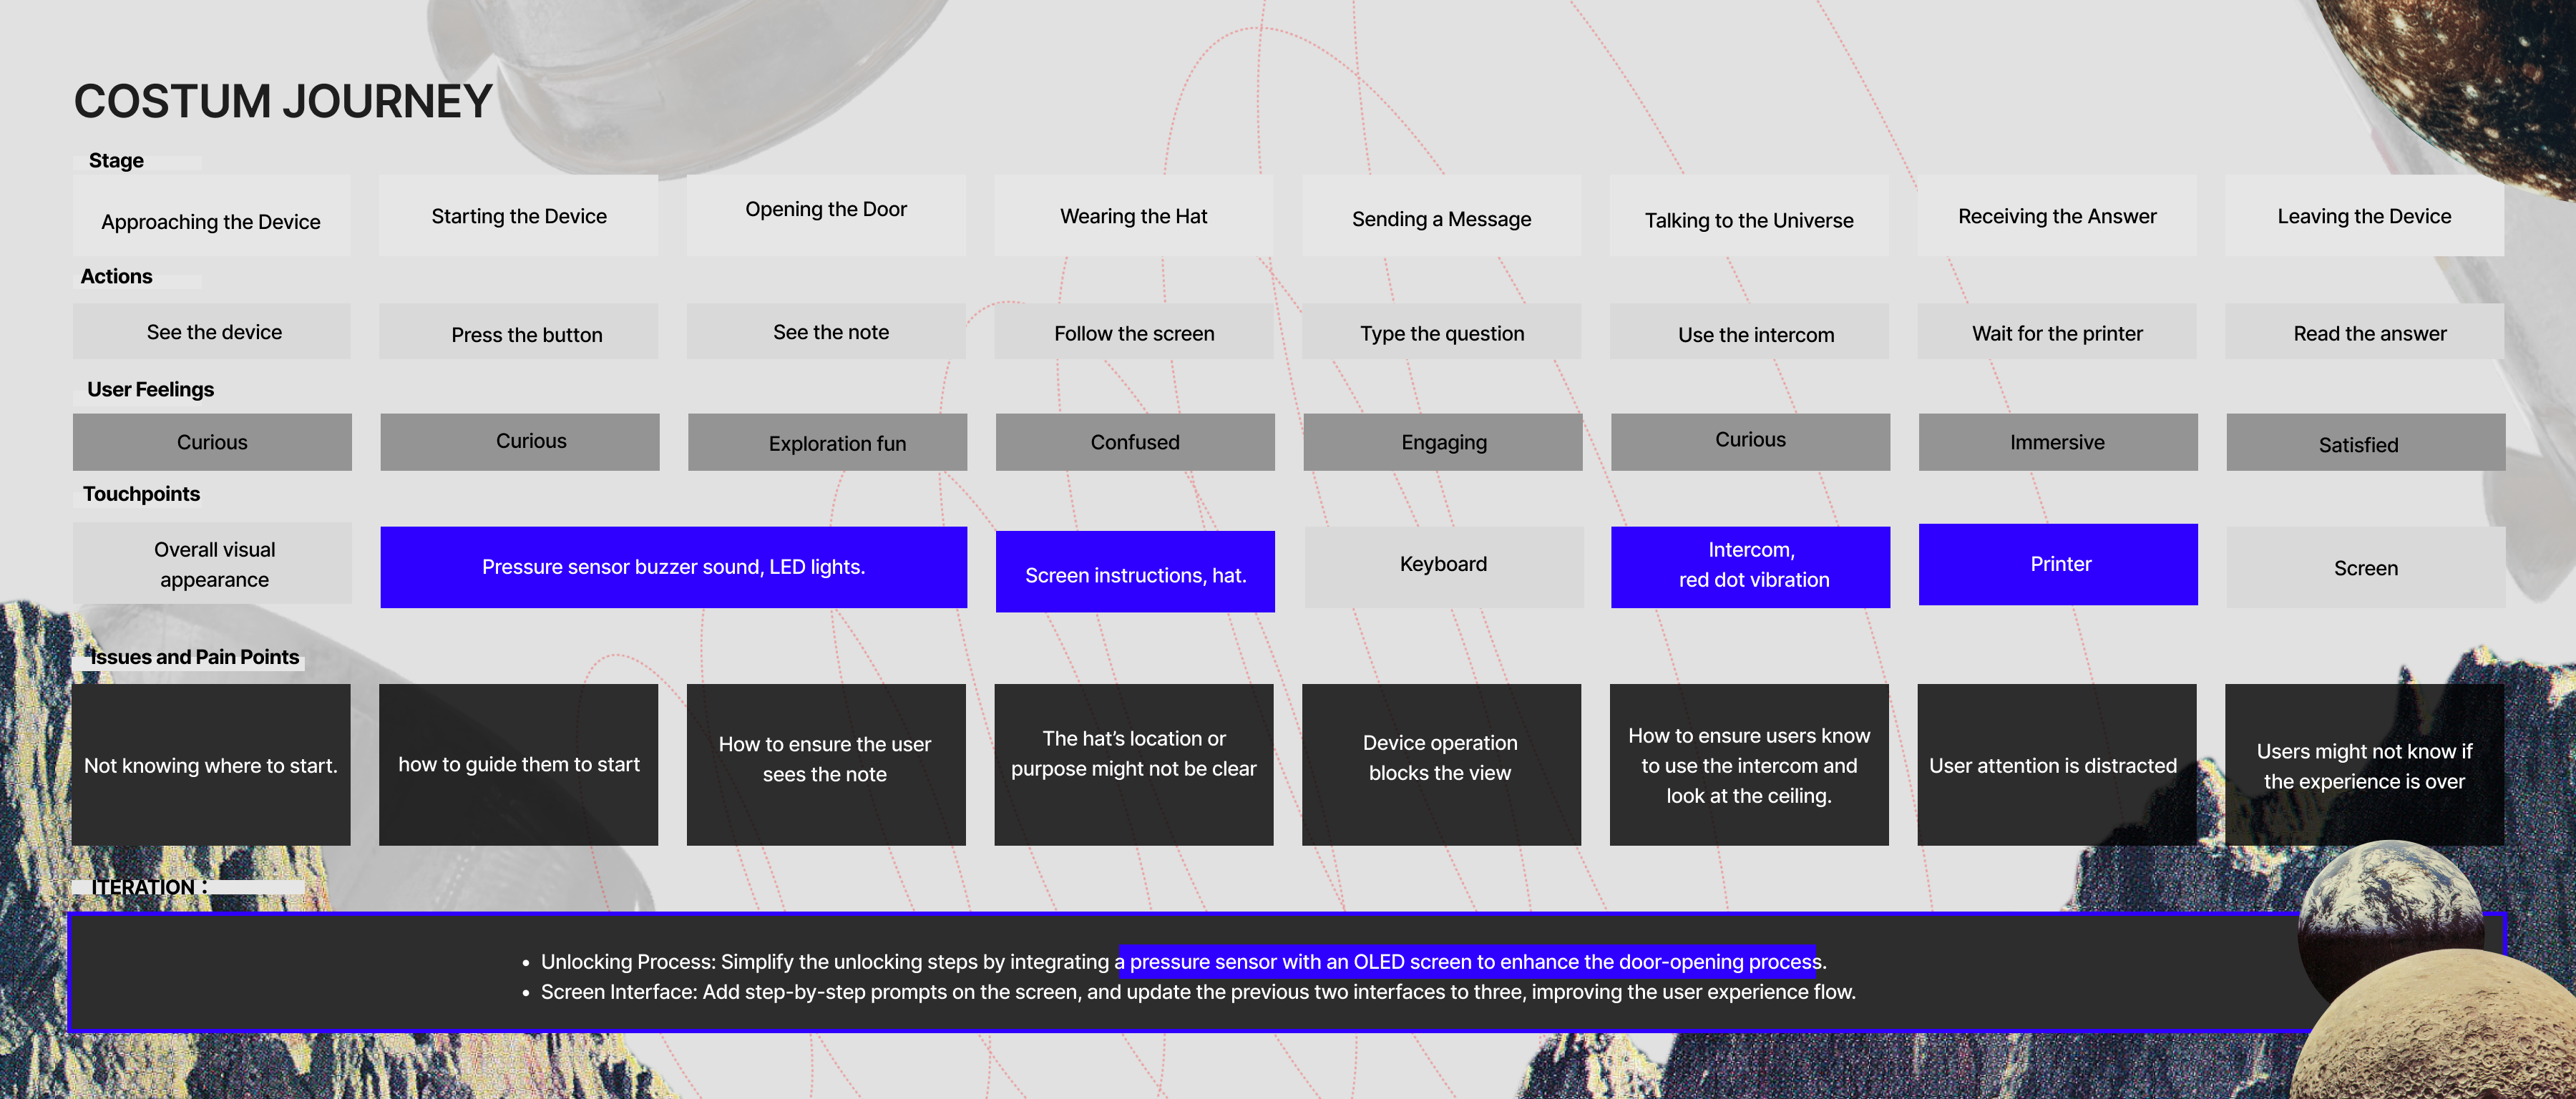 COSTUM JOURNEY
Stage
Approaching the Device
Starting the Device
Opening the Door
Wearing the Hat
Sending a Message
Talking to the Universe
Receiving the Answer
Leaving the Device
Actions
See the device
Press the button
See the note
Follow the screen
Type the question
Use the intercom
Wait for the printer
Read the answer
User Feelings
Curious
Curious
Exploration fun
Confused
Engaging
Curious
Immersive
Satisfied
Touchpoints
Overall visual
appearance
Pressure sensor buzzer sound, LED lights.
Screen instructions, hat.
Keyboard
Intercom,
red dot vibration
Printer
Screen
Issues and Pain Points
Not knowing where to start.
how to guide them to start
How to ensure the user
sees the note
The hat’s location or
purpose might not be clear
Device operation
blocks the view
How to ensure users know
to use the intercom and
look at the ceiling.
User attention is distracted
Users might not know if
the experience is over
ITERATION：
• Unlocking Process: Simplify the unlocking steps by integrating a pressure sensor with an OLED screen to enhance the door-opening process.
• Screen Interface: Add step-by-step prompts on the screen, and update the previous two interfaces to three, improving the user experience flow.